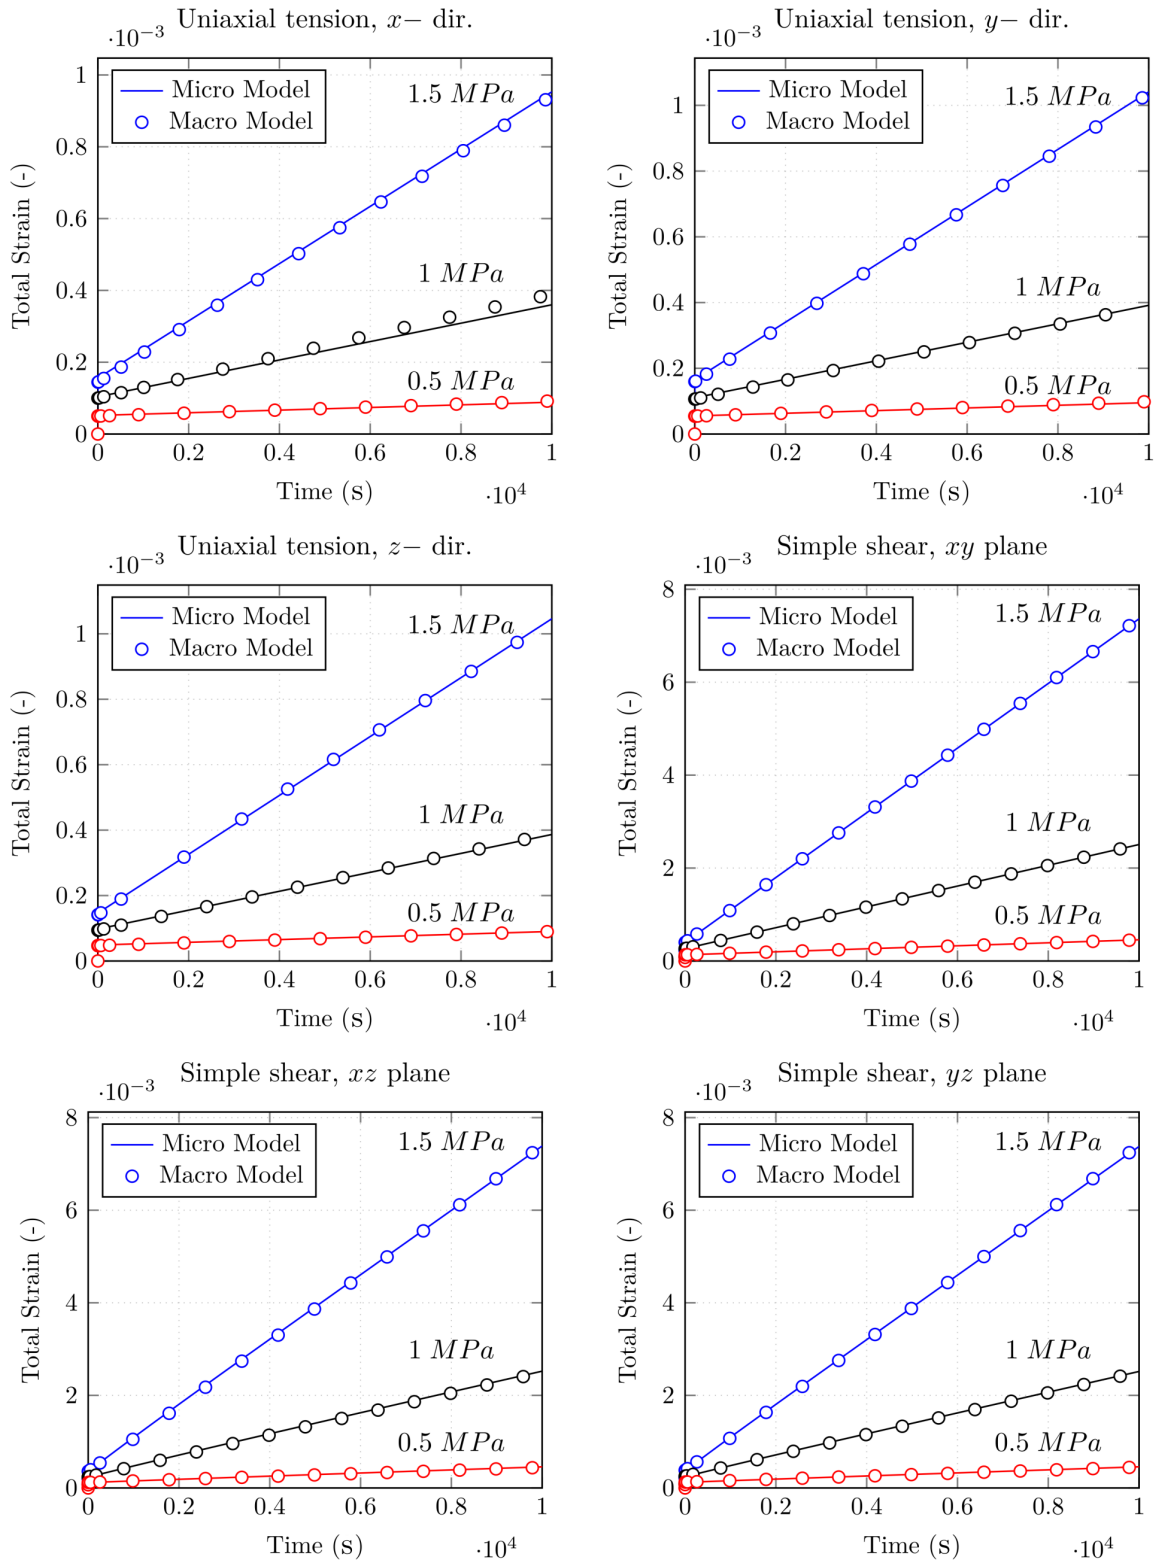 Uniaxial tension, x− dir.
·10−3
Micro Model
Macro Model
1.5 MPa
1 MPa
0.5 MPa
1
0.8
0.6
0.4
0.2
0
0 0.2 0.4 0.6 0.8 1
Total Strain (-)
Time (s)
·104
Uniaxial tension, y− dir.
·10−3
Micro Model
Macro Model
1.5 MPa
1 MPa
0.5 MPa
1
0.8
0.6
0.4
0.2
0
0 0.2 0.4 0.6 0.8 1
Total Strain (-)
Time (s)
·104
Uniaxial tension, z− dir.
·10−3
Micro Model
Macro Model
1.5 MPa
1 MPa
0.5 MPa
1
0.8
0.6
0.4
0.2
0
0 0.2 0.4 0.6 0.8 1
Total Strain (-)
Time (s)
·104
Simple shear, xy plane
·10−3
Micro Model
Macro Model
1.5 MPa
1 MPa
0.5 MPa
8
6
4
2
0
0 0.2 0.4 0.6 0.8 1
Total Strain (-)
Time (s)
·104
Simple shear, xz plane
·10−3
Micro Model
Macro Model
1.5 MPa
1 MPa
0.5 MPa
8
6
4
2
0
0 0.2 0.4 0.6 0.8 1
Total Strain (-)
Time (s)
·104
Simple shear, yz plane
·10−3
Micro Model
Macro Model
1.5 MPa
1 MPa
0.5 MPa
8
6
4
2
0
0 0.2 0.4 0.6 0.8 1
Total Strain (-)
Time (s)
·104